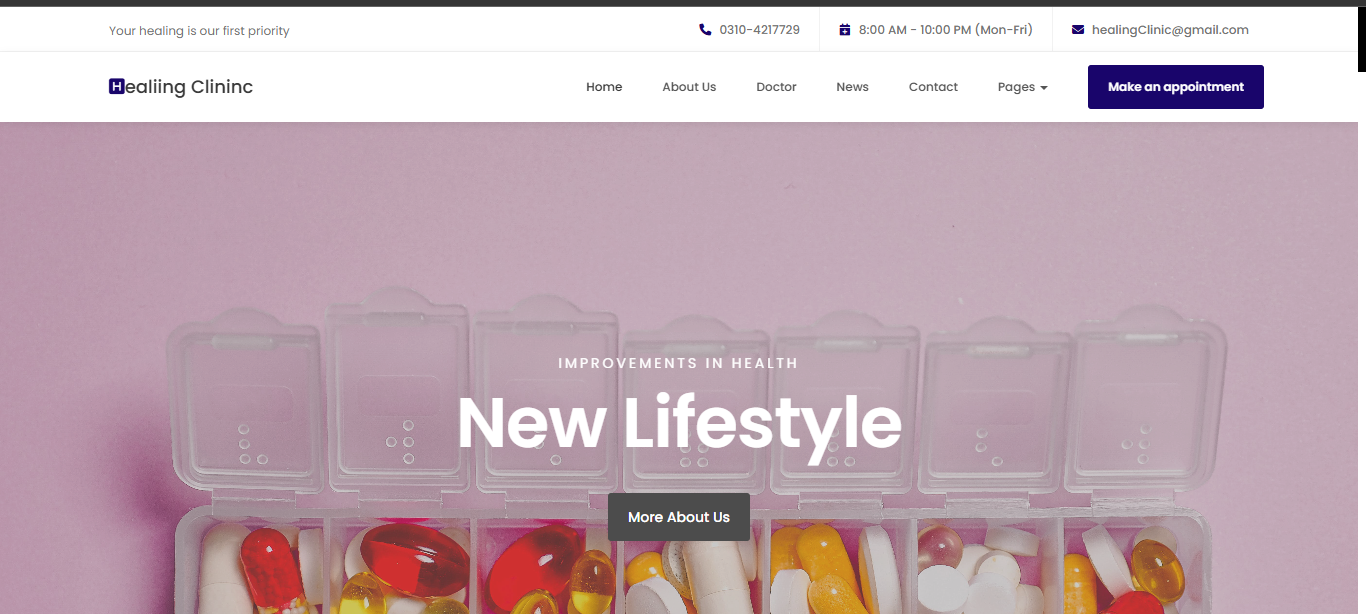 Your healing is our first priority
0310-4217729
8:00 AM - 10:00 PM (Mon-Fri)
healingClinic@gmail.com
Healiing Clininc
Home About Us Doctor News Contact Pages
Make an appointment
IMPROVEMENTS IN HEALTH
New Lifestyle
More About Us